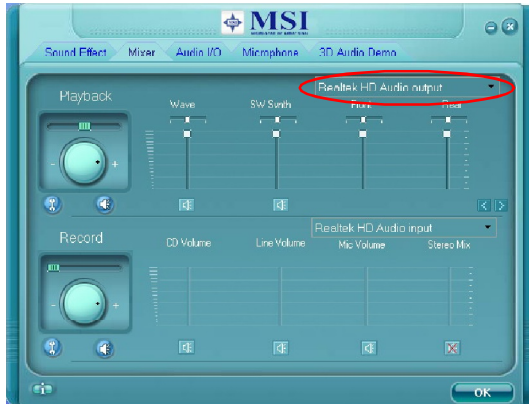 MSI
Sound Effect Mixer Audio I/O Microphone 3D Audio Demo
Realtek HD Audio output
Playback
Wave SW Synth Front Rear
- +
Realtek HD Audio input
Record
CD Volume Line Volume Mic Volume Stereo Mix
- +
OK